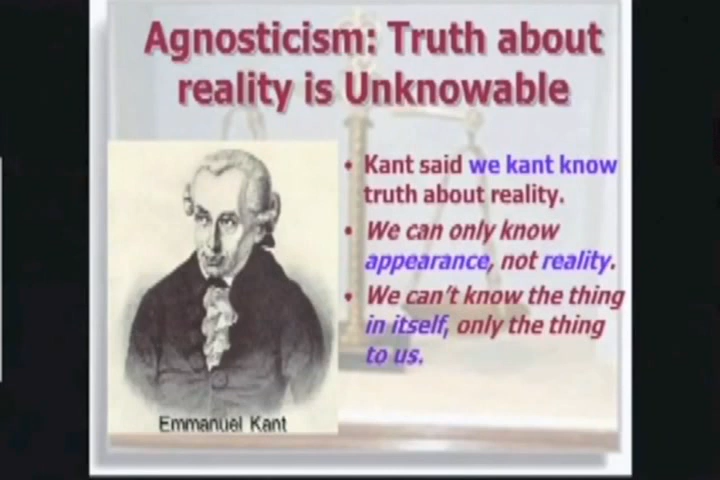 Agnosticism: Truth about
reality is Unknowable
• Kant said we kant know
truth about reality.
• We can only know
appearance, not reality.
• We can't know the thing
in itself, only the thing
to us.
Emmanuel Kant